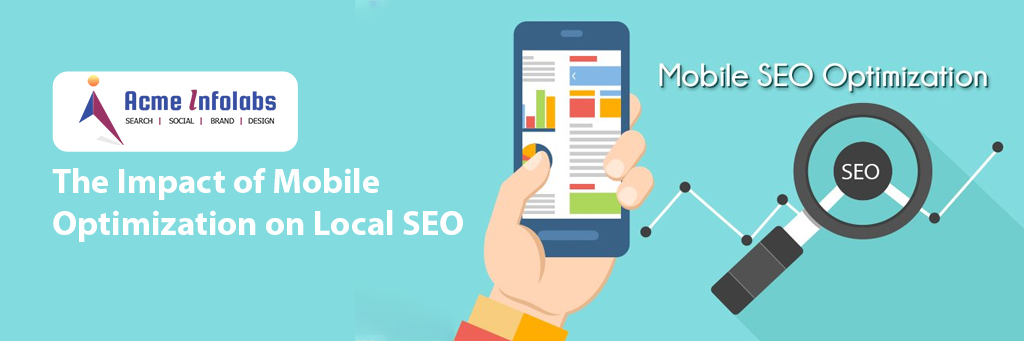 Acme Infolabs
SEARCH | SOCIAL | BRAND | DESIGN
The Impact of Mobile
Optimization on Local SEO
Mobile SEO Optimization
SEO